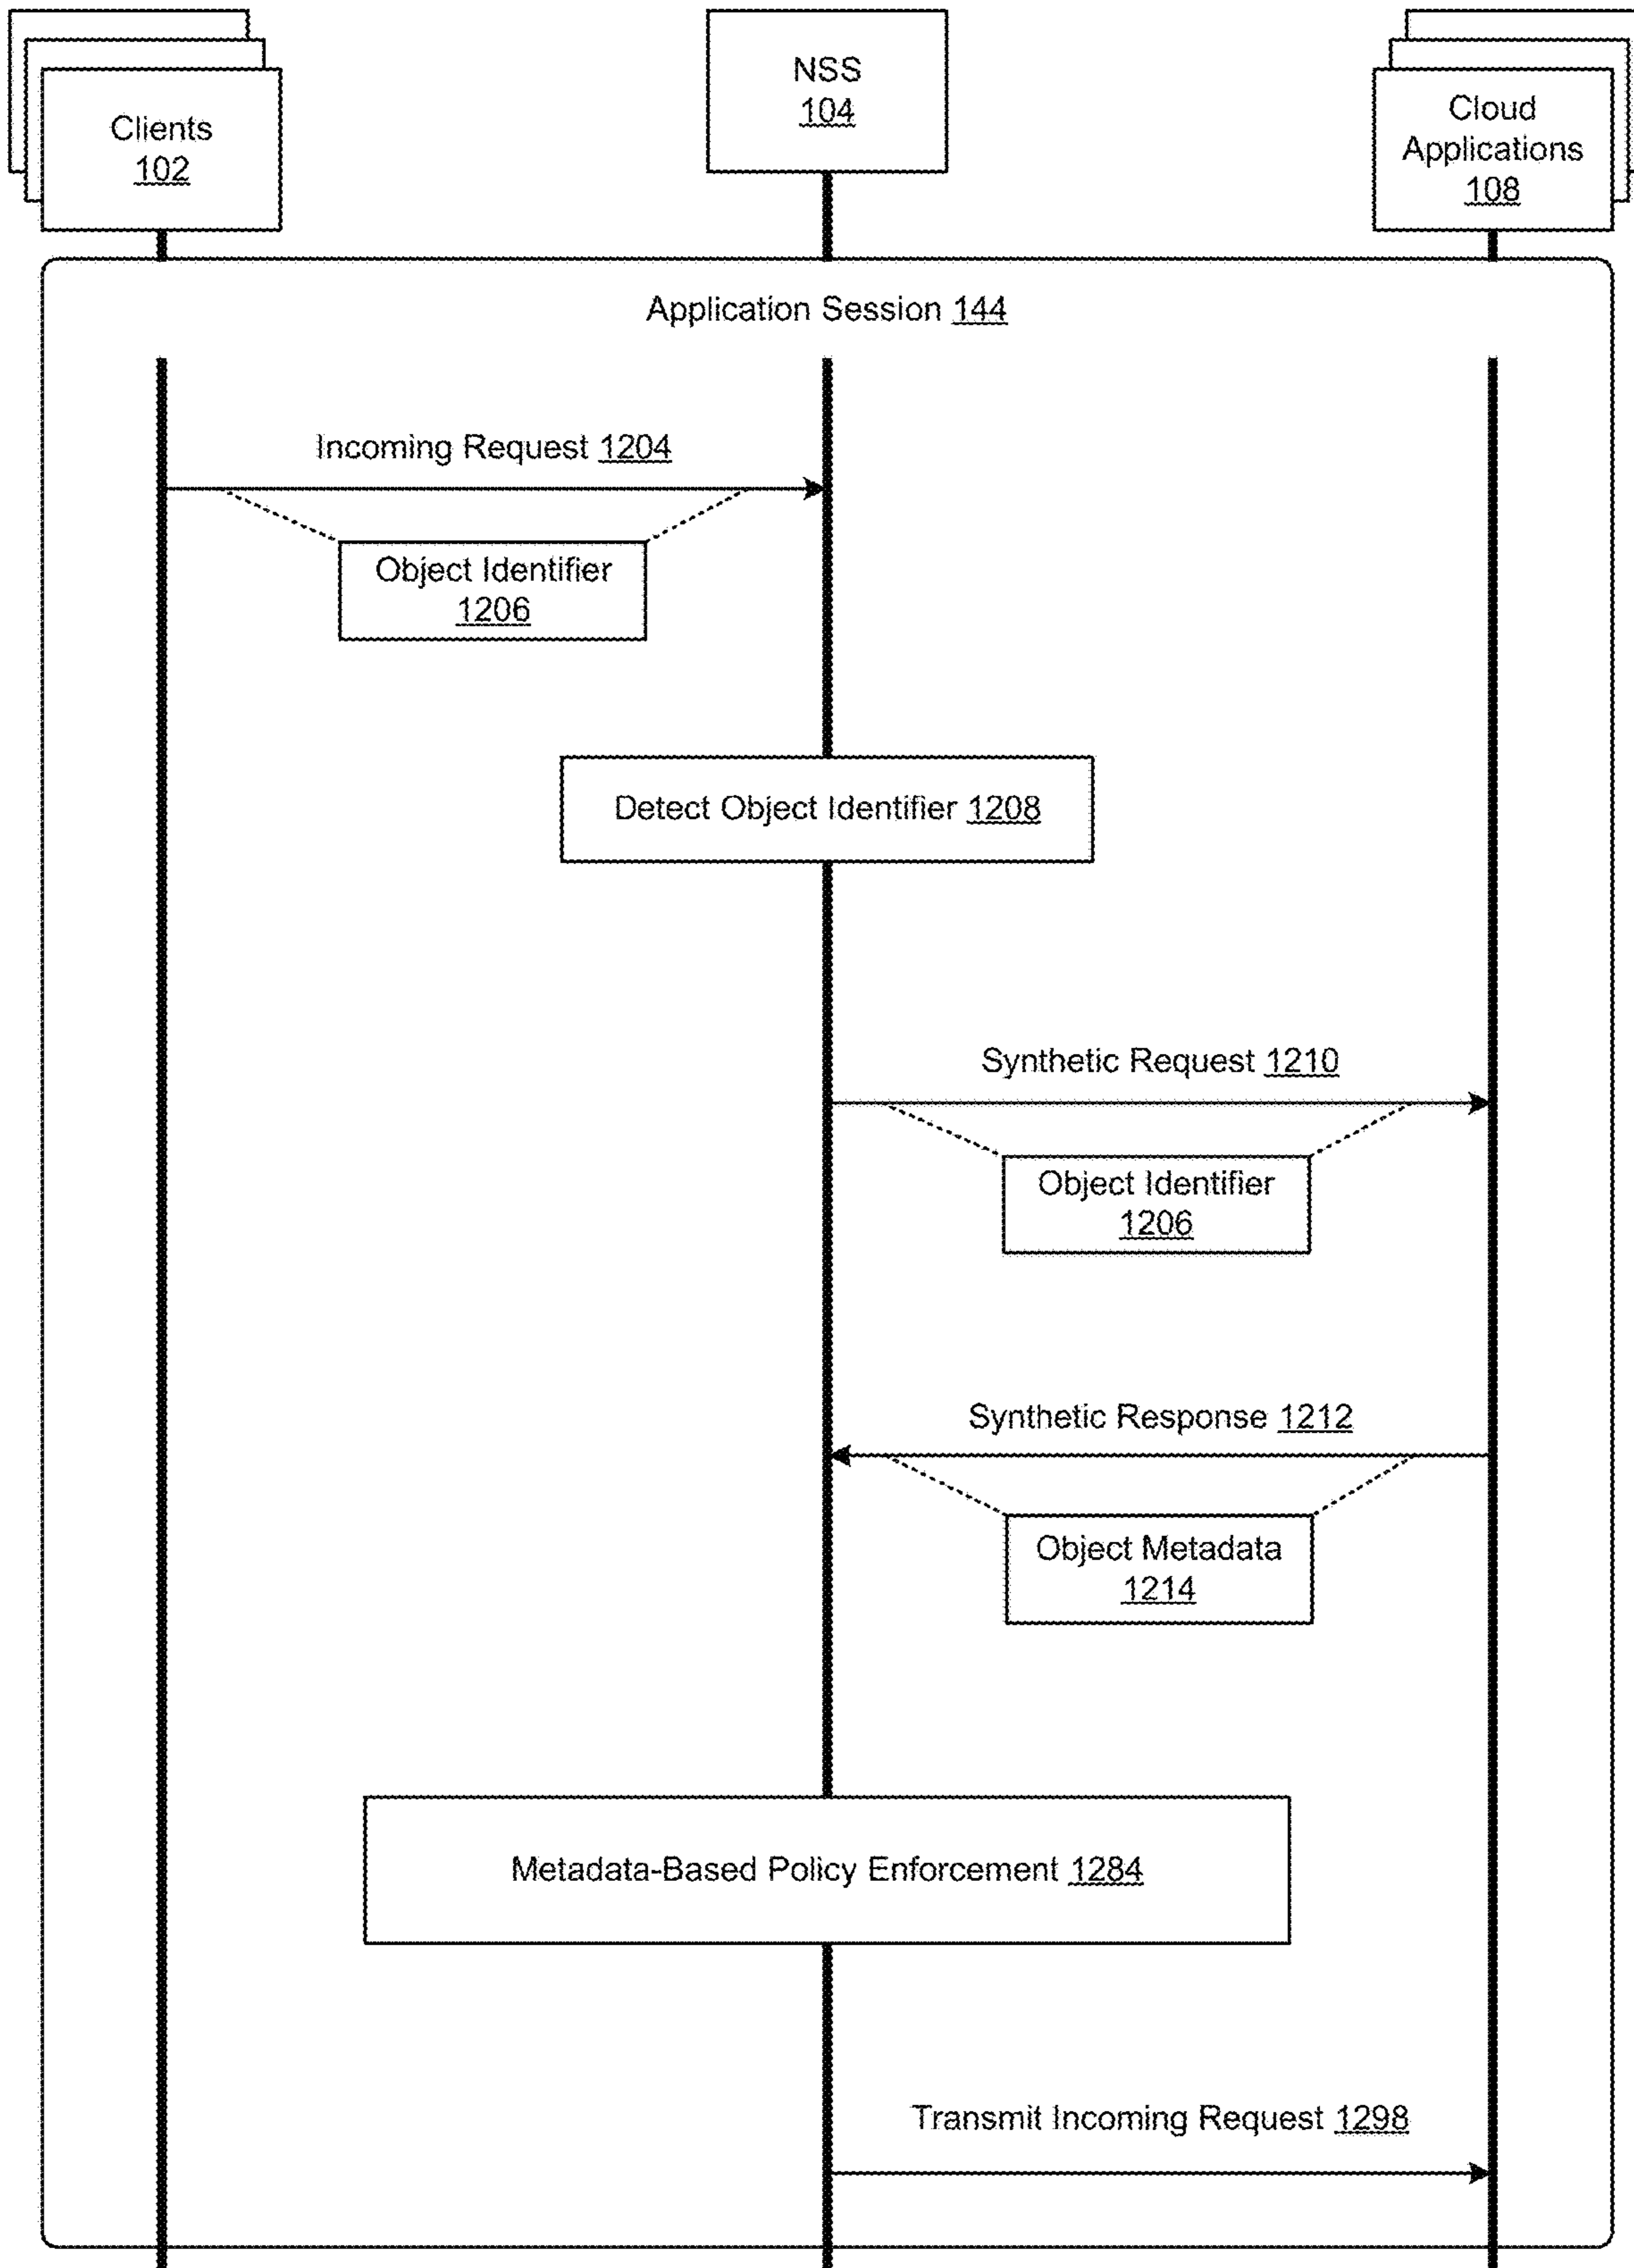 Clients
102
NSS
104
Cloud
Applications
108
Application Session 144
Incoming Request 1204
Object Identifier
1206
Detect Object Identifier 1208
Synthetic Request 1210
Object Identifier
1206
Synthetic Response 1212
Object Metadata
1214
Metadata-Based Policy Enforcement 1284
Transmit Incoming Request 1298